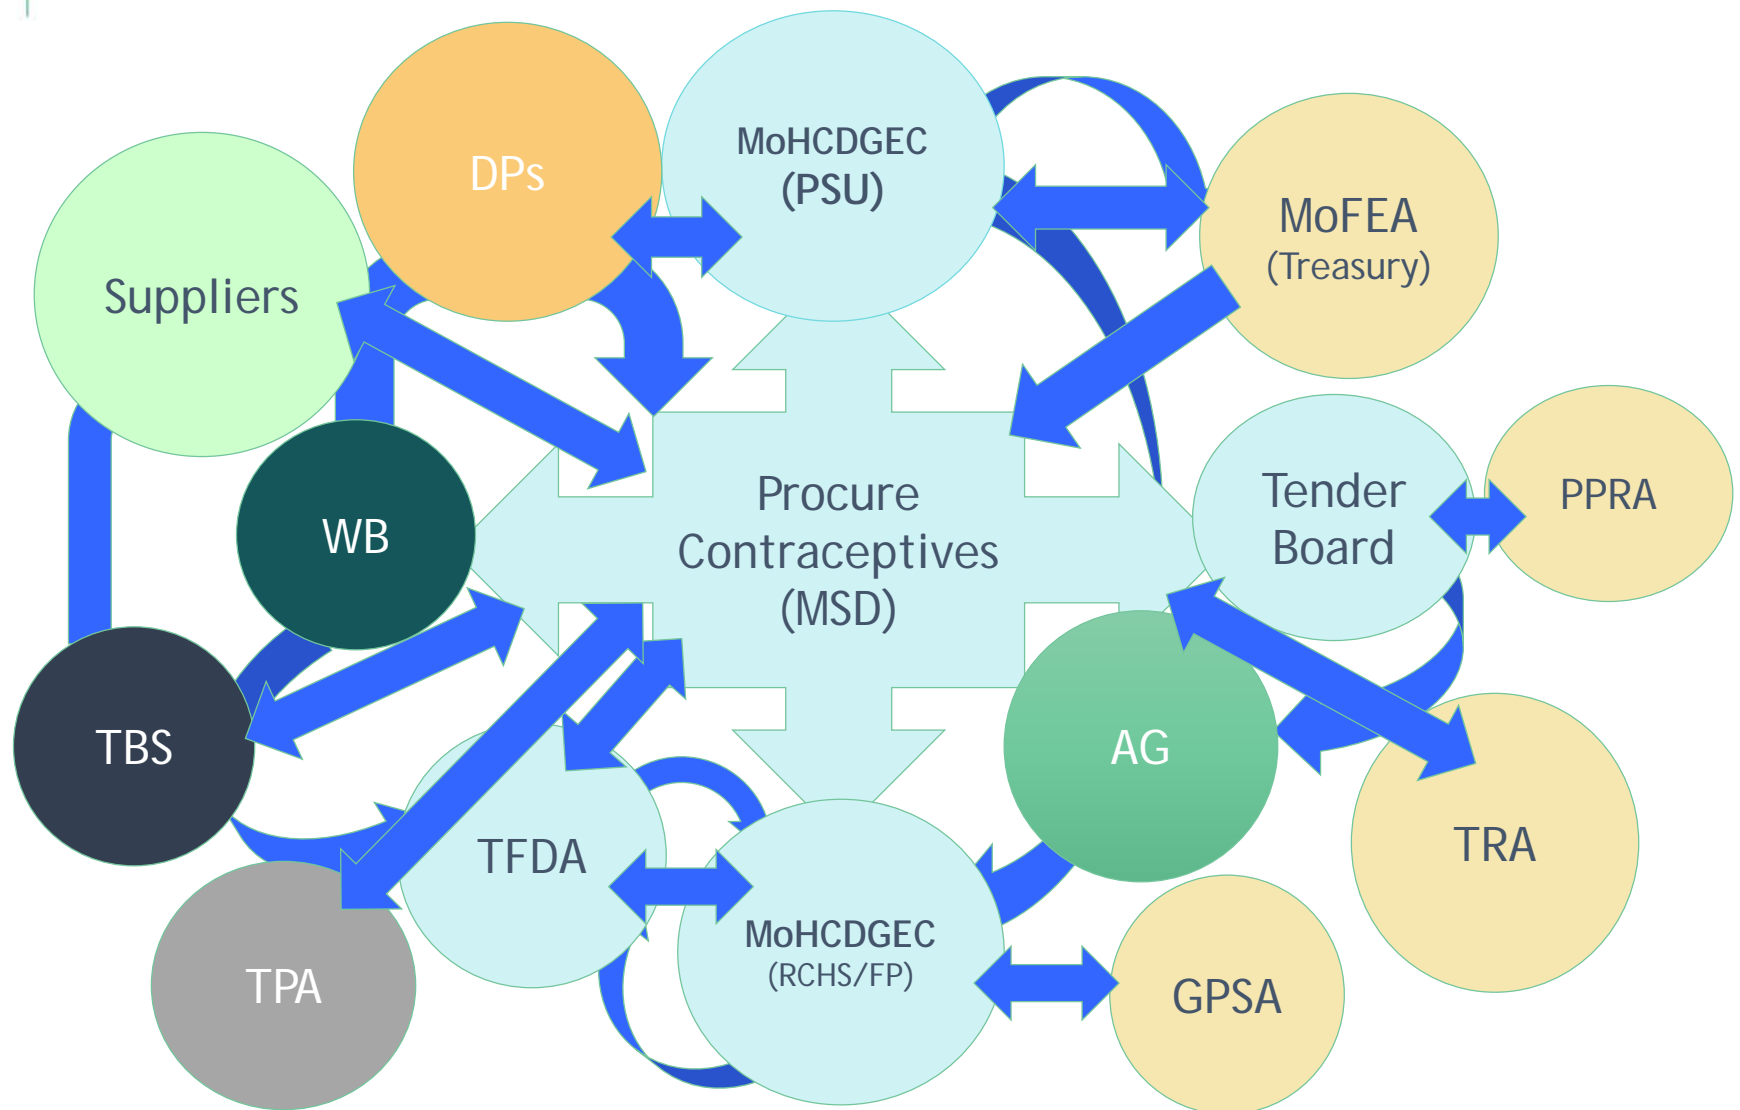 MoHCDGEC
(PSU)
DPs
MoFEA
(Treasury)
Suppliers
Tender
Board
PPRA
Procure
Contraceptives
(MSD)
WB
TBS
AG
TFDA
TRA
MoHCDGEC
(RCHS/FP)
TPA
GPSA